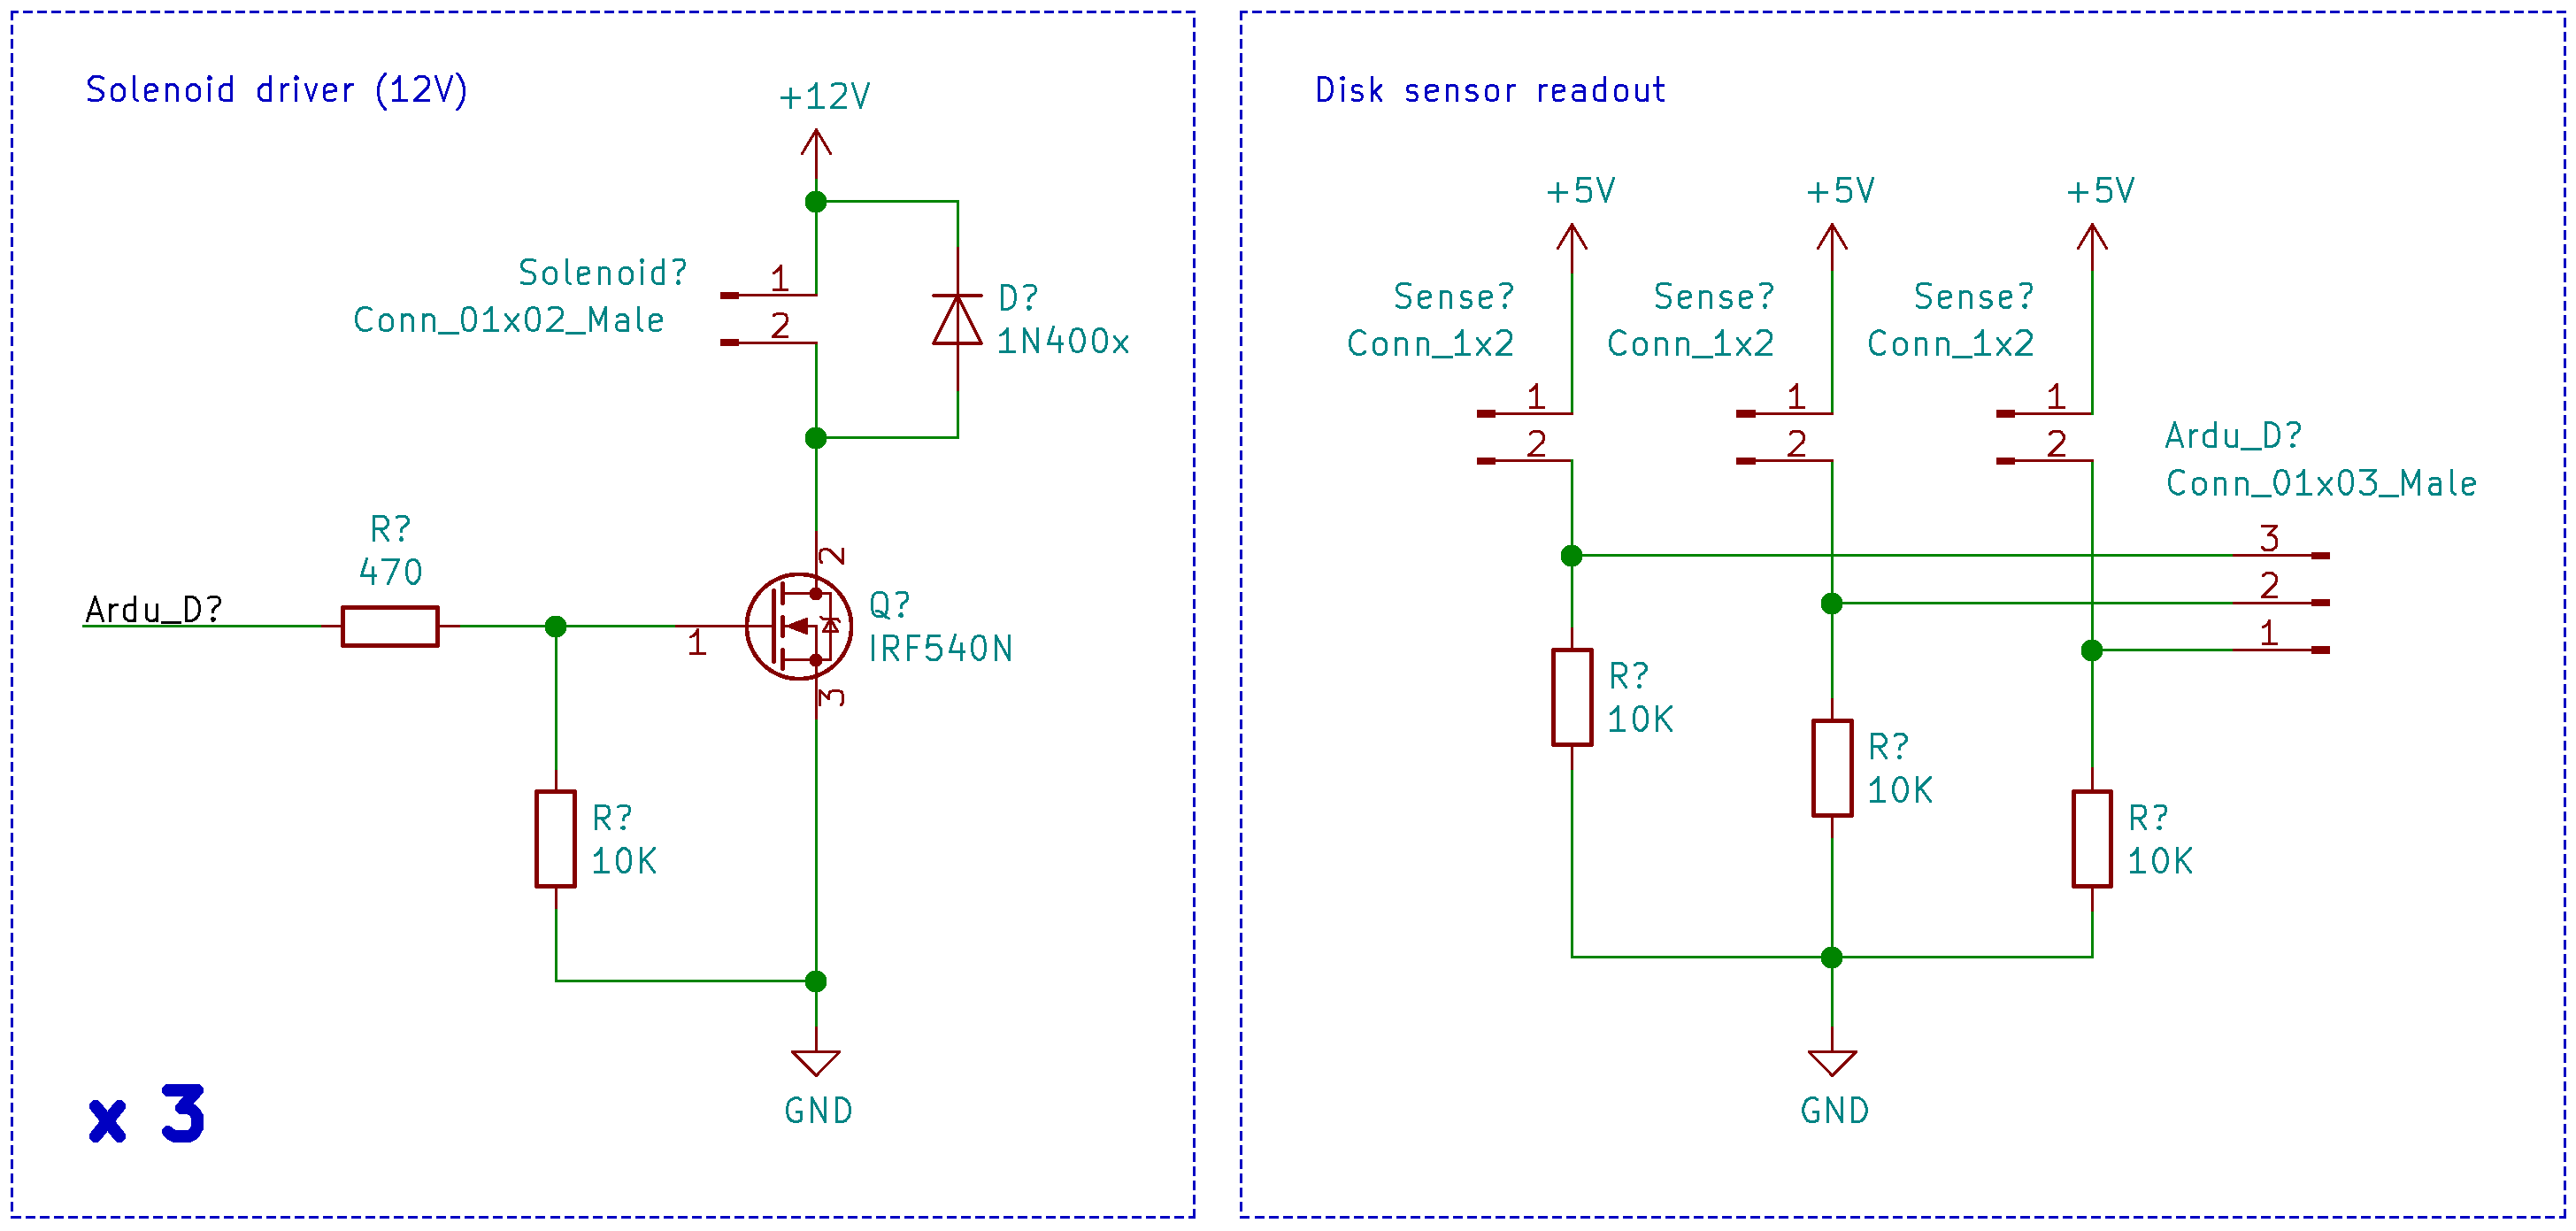 Solenoid driver (12V)
+12V
Solenoid?
Conn_01x02_Male
1
2
D?
1N400x
R?
470
Ardu_D?
1
2
3
Q?
IRF540N
R?
10K
GND
x 3
Disk sensor readout
+5V
+5V
+5V
Sense?
Conn_1x2
1
2
Sense?
Conn_1x2
1
2
Sense?
Conn_1x2
1
2
Ardu_D?
Conn_01x03_Male
3
2
1
R?
10K
R?
10K
R?
10K
GND